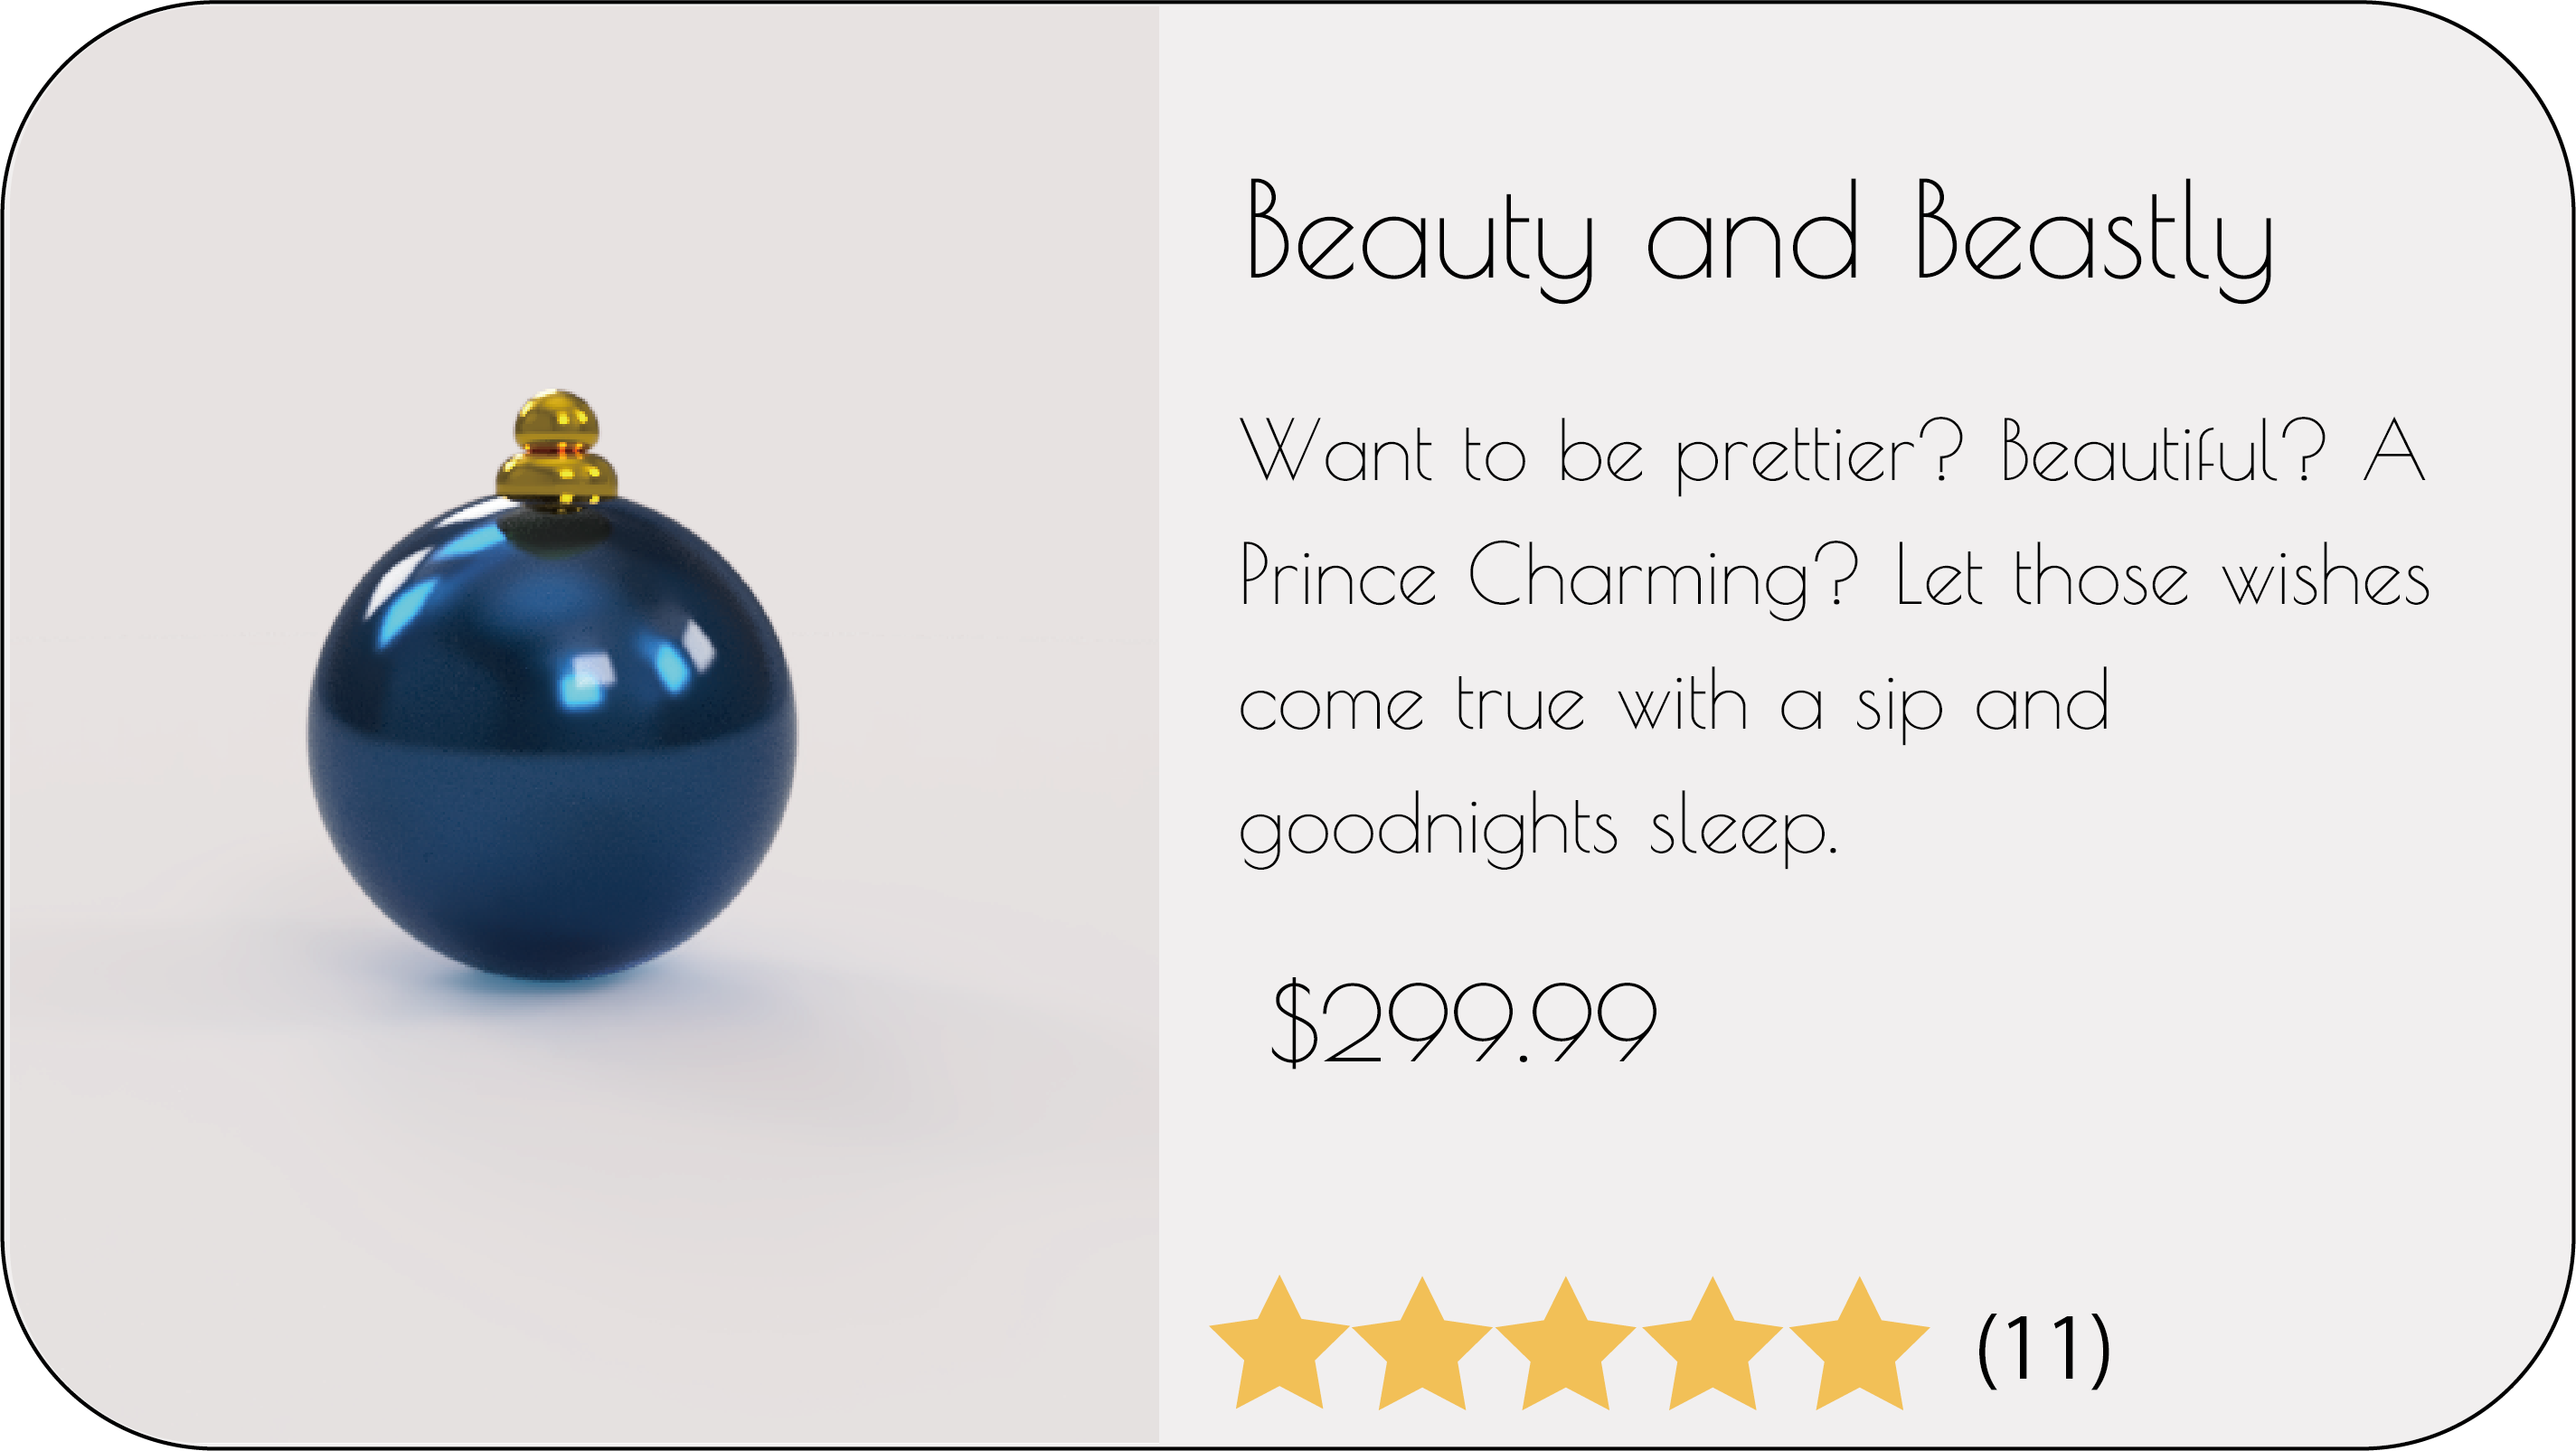 Beauty and Beastly
Want to be prettier? Beautiful? A
Prince Charming? Let those wishes
come true with a sip and
goodnights sleep.
$299.99
(11)